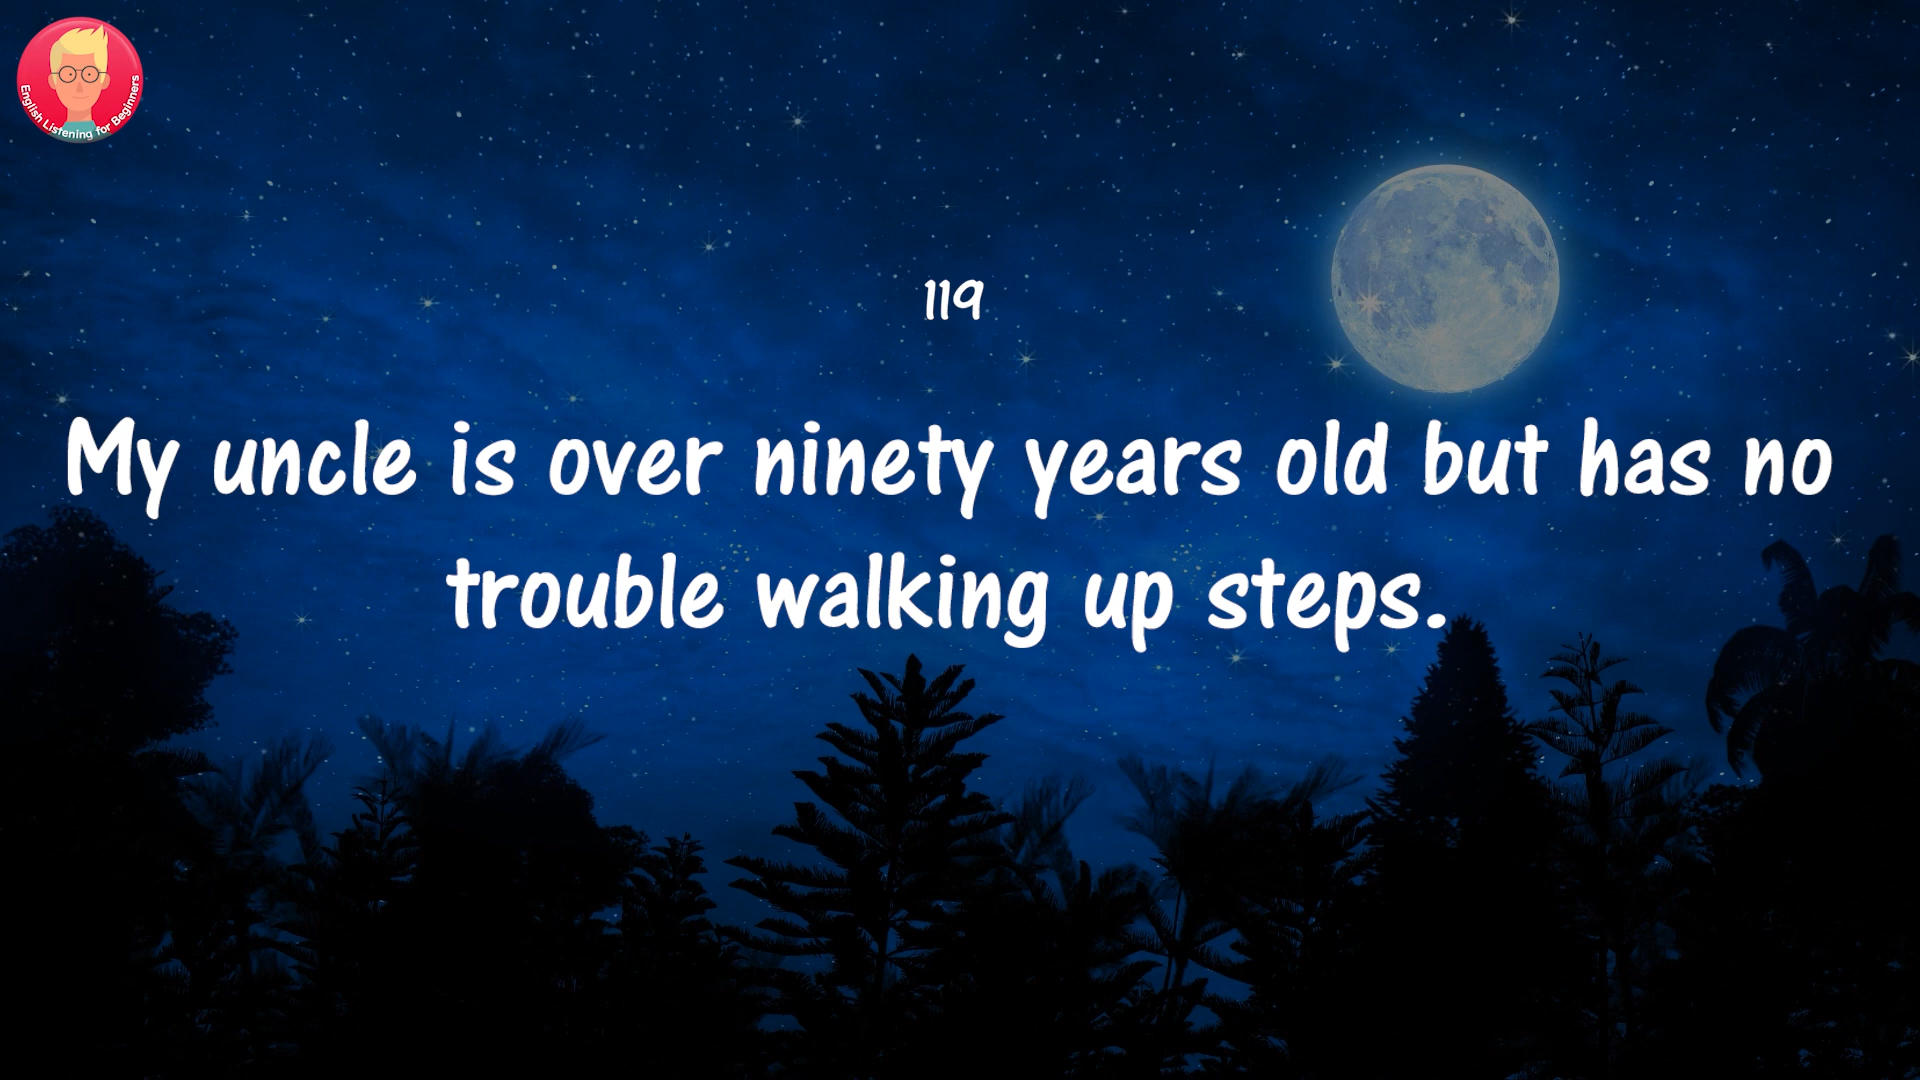 English Listening for Beginners
119
My uncle is over ninety years old but has no
trouble walking up steps.